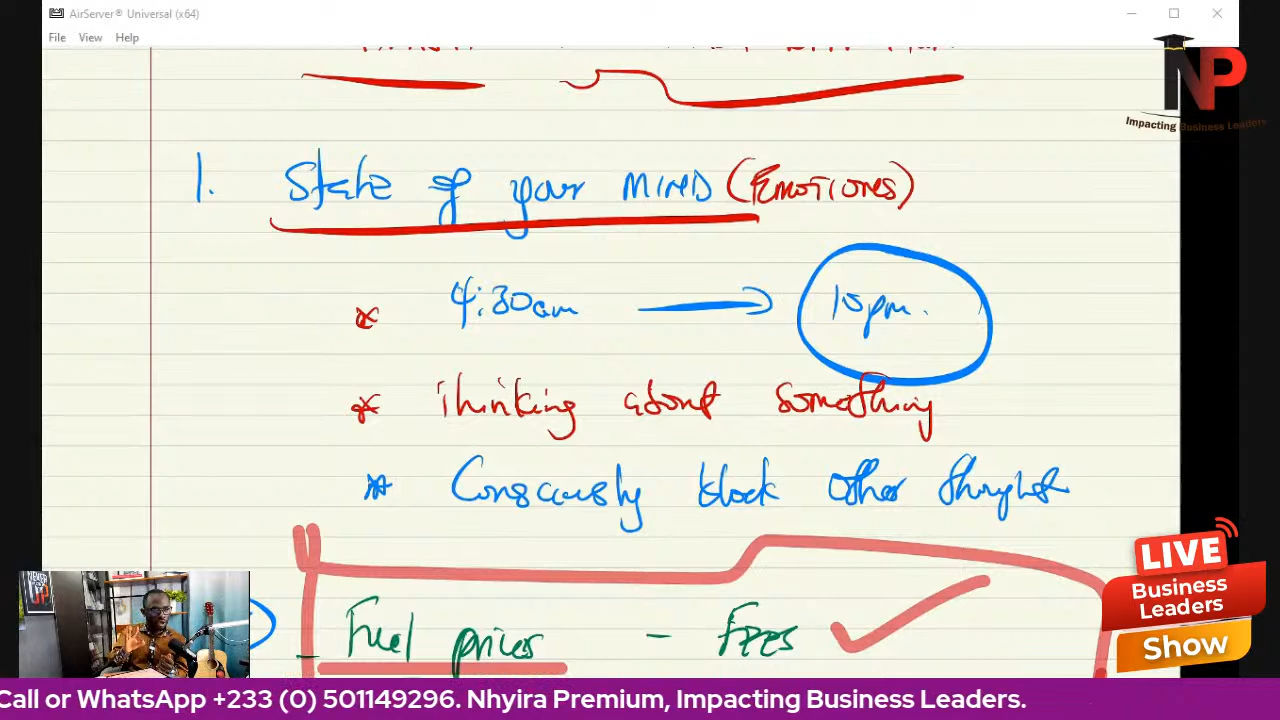 AirServer® Universal (x64)
File View Help
NP
Impacting Business Leaders
1. State of your MIND (Emotiones)
* 4:30am → 10pm.
* Thinking about something
* Consciously block other thoughts
- Fuel prices - Fees ✓
LIVE
Business
Leaders
Show
Call or WhatsApp +233 (0) 501149296. Nhyira Premium, Impacting Business Leaders.